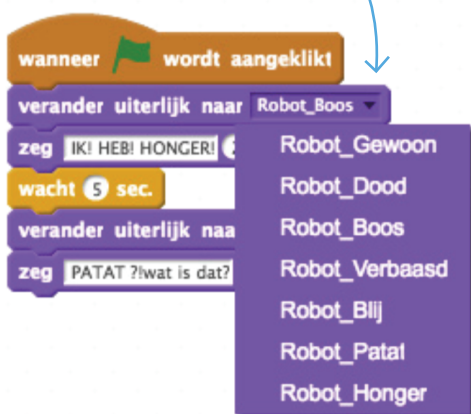 wanneer wordt aangeklikt
verander uiterlijk naar Robot_Boos
zeg IK! HEB! HONGER!
wacht 5 sec.
verander uiterlijk
zeg PATAT ?!wat is dat?
Robot_Gewoon
Robot_Dood
Robot_Boos
Robot_Verbaasd
Robot_Blij
Robot_Patat
Robot_Honger